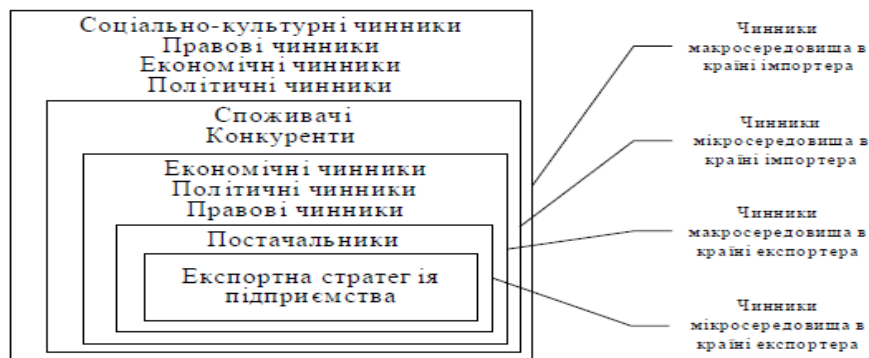 Соціально-культурні чинники
Правові чинники
Економічні чинники
Політичні чинники
Споживачі
Конкуренти
Економічні чинники
Політичні чинники
Правові чинники
Постачальники
Експортна стратегія
підприємства
Чинники
макросередовища в
країні імпортера
Чинники
мікросередовища в
країні імпортера
Чинники
макросередовища в
країні експортера
Чинники
мікросередовища в
країні експортера